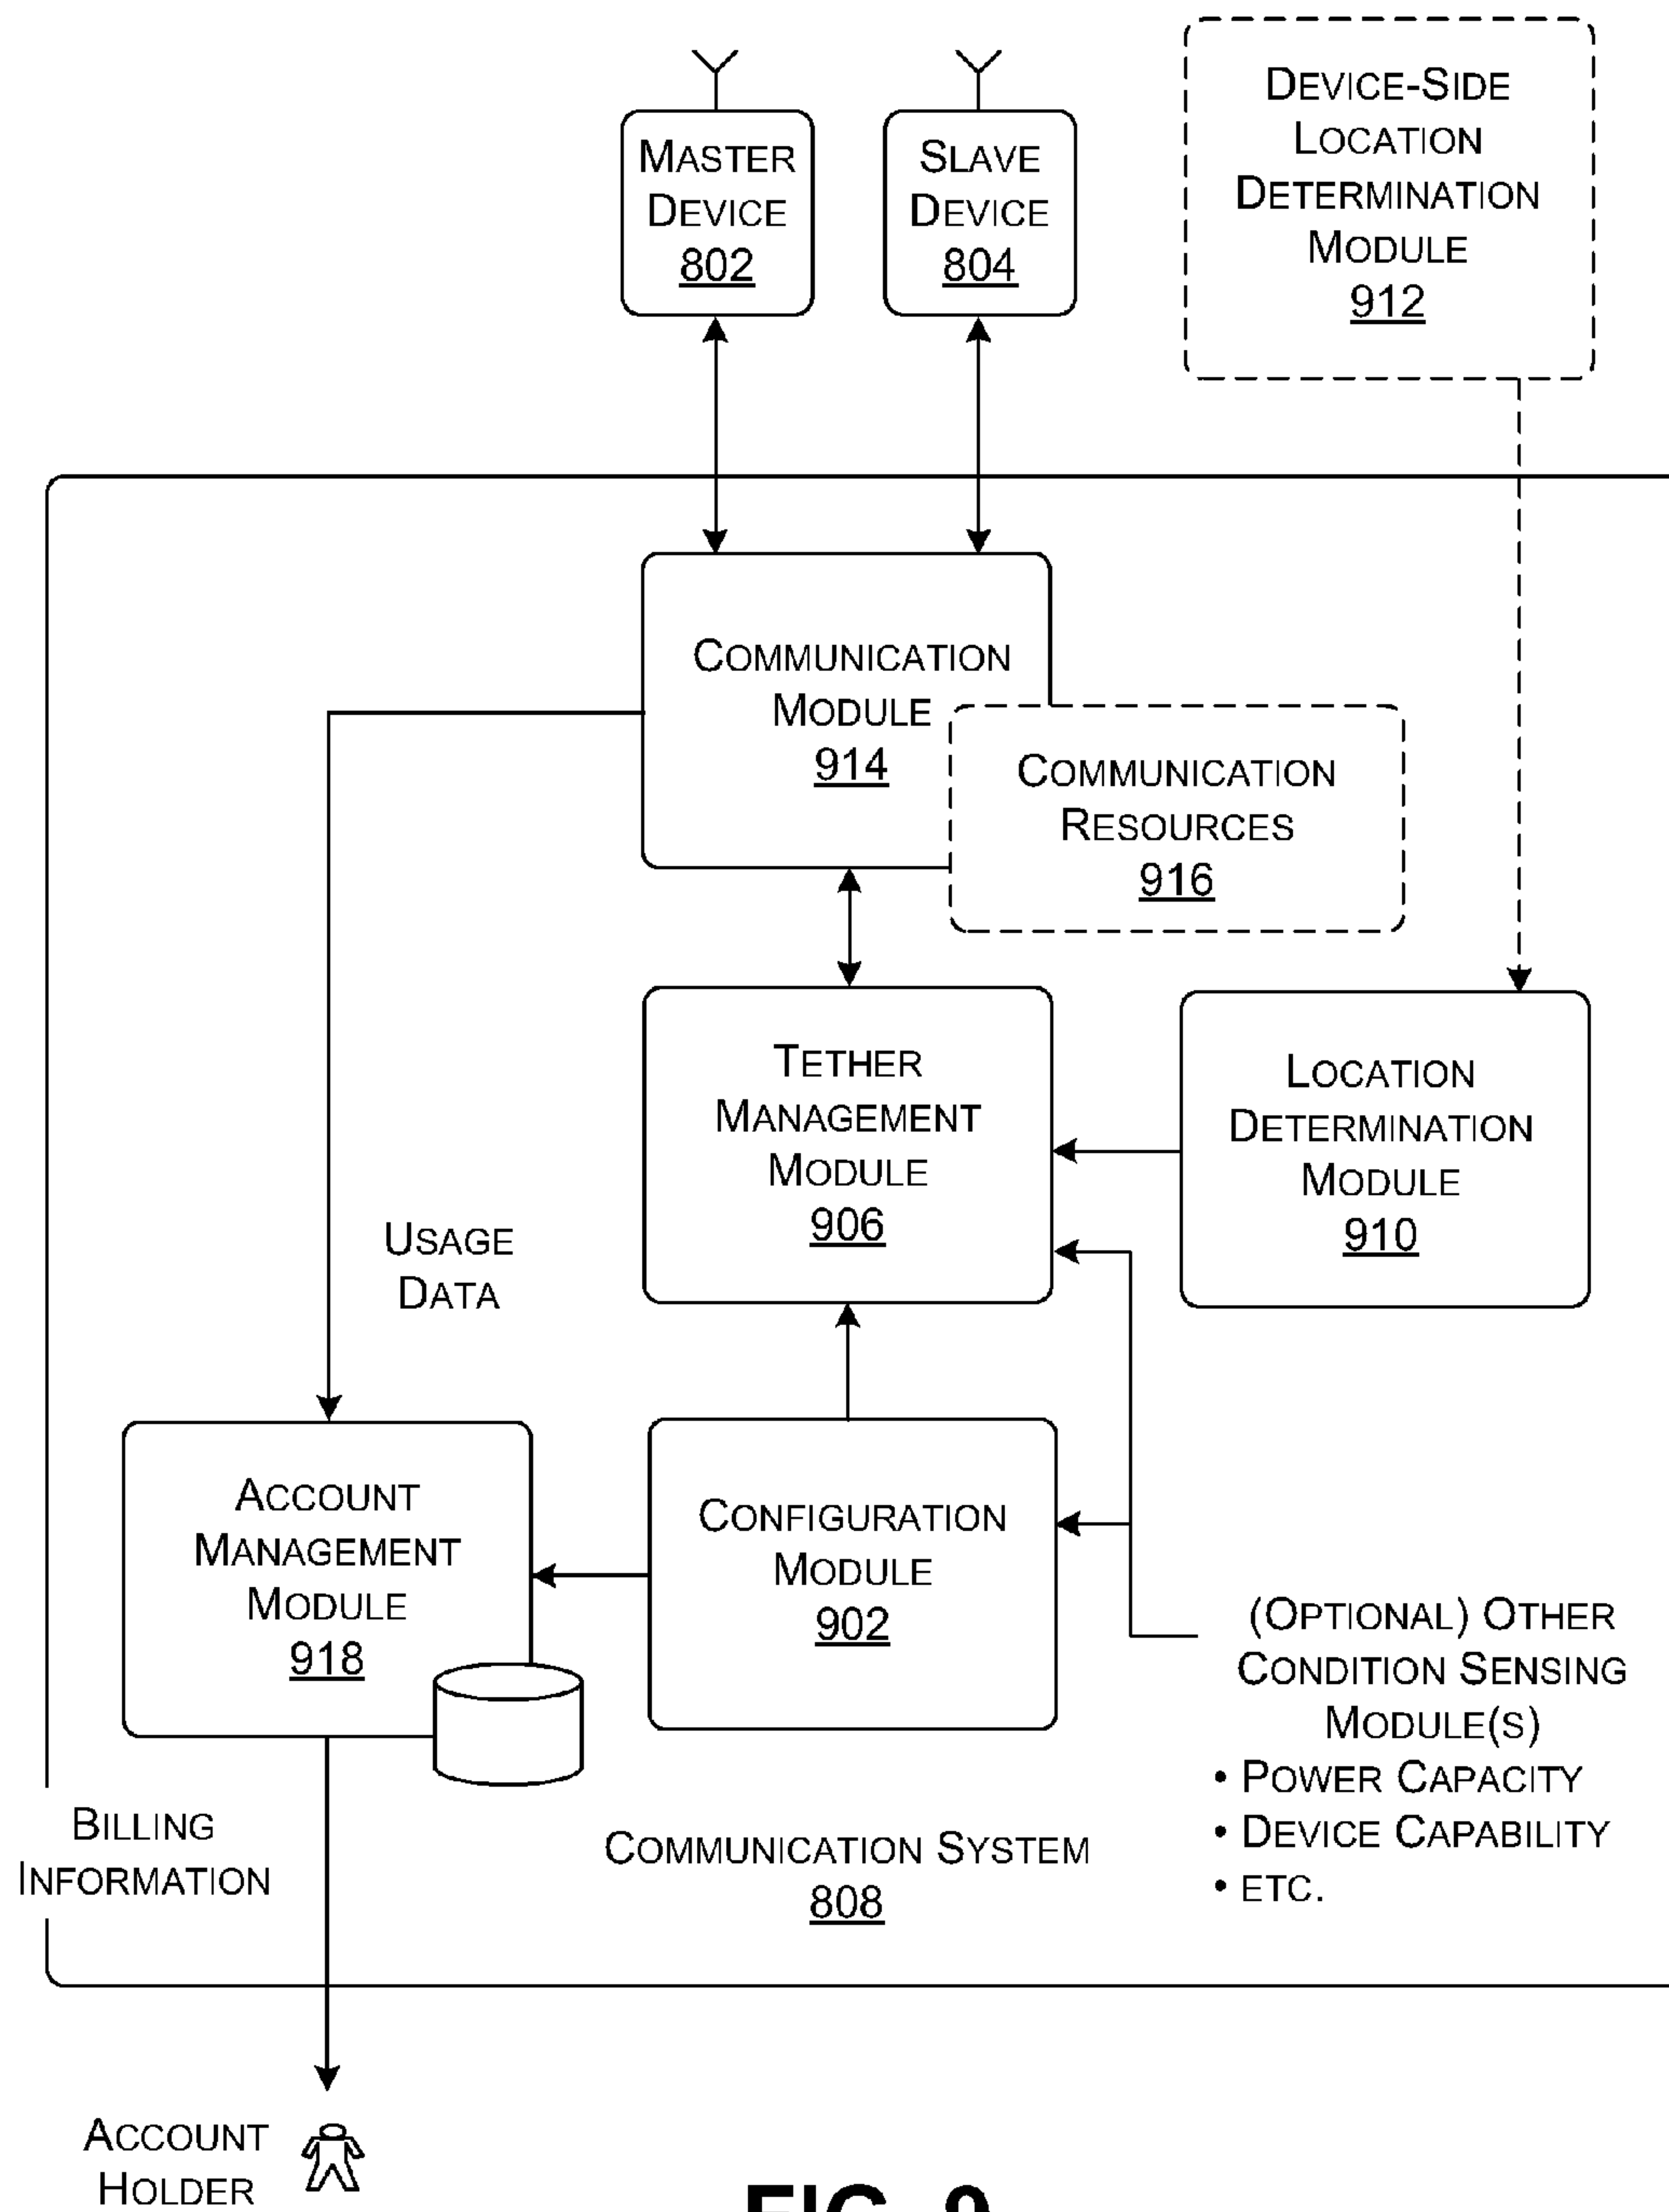 MASTER
DEVICE
802
SLAVE
DEVICE
804
DEVICE-SIDE
LOCATION
DETERMINATION
MODULE
912
COMMUNICATION
MODULE
914
COMMUNICATION
RESOURCES
916
TETHER
MANAGEMENT
MODULE
906
LOCATION
DETERMINATION
MODULE
910
USAGE
DATA
ACCOUNT
MANAGEMENT
MODULE
918
CONFIGURATION
MODULE
902
(OPTIONAL) OTHER
CONDITION SENSING
MODULE(S)
• POWER CAPACITY
• DEVICE CAPABILITY
• ETC.
BILLING
INFORMATION
COMMUNICATION SYSTEM
808
ACCOUNT
HOLDER
FIG. 9